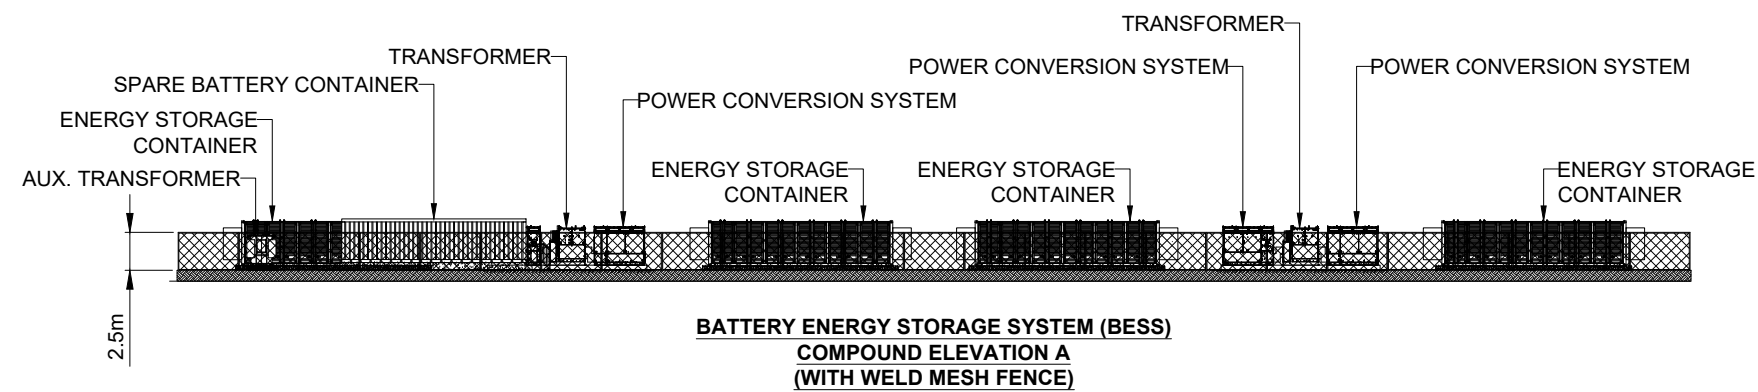 TRANSFORMER
TRANSFORMER
POWER CONVERSION SYSTEM
POWER CONVERSION SYSTEM
SPARE BATTERY CONTAINER
POWER CONVERSION SYSTEM
ENERGY STORAGE
CONTAINER
AUX. TRANSFORMER
ENERGY STORAGE
CONTAINER
ENERGY STORAGE
CONTAINER
ENERGY STORAGE
CONTAINER
2.5m
BATTERY ENERGY STORAGE SYSTEM (BESS)
COMPOUND ELEVATION A
(WITH WELD MESH FENCE)